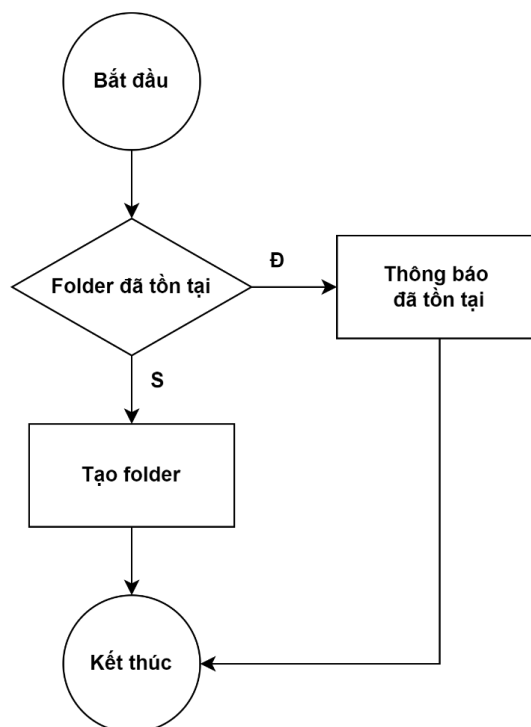 Bắt đầu
Folder đã tồn tại
Đ
Thông báo
đã tồn tại
S
Tạo folder
Kết thúc